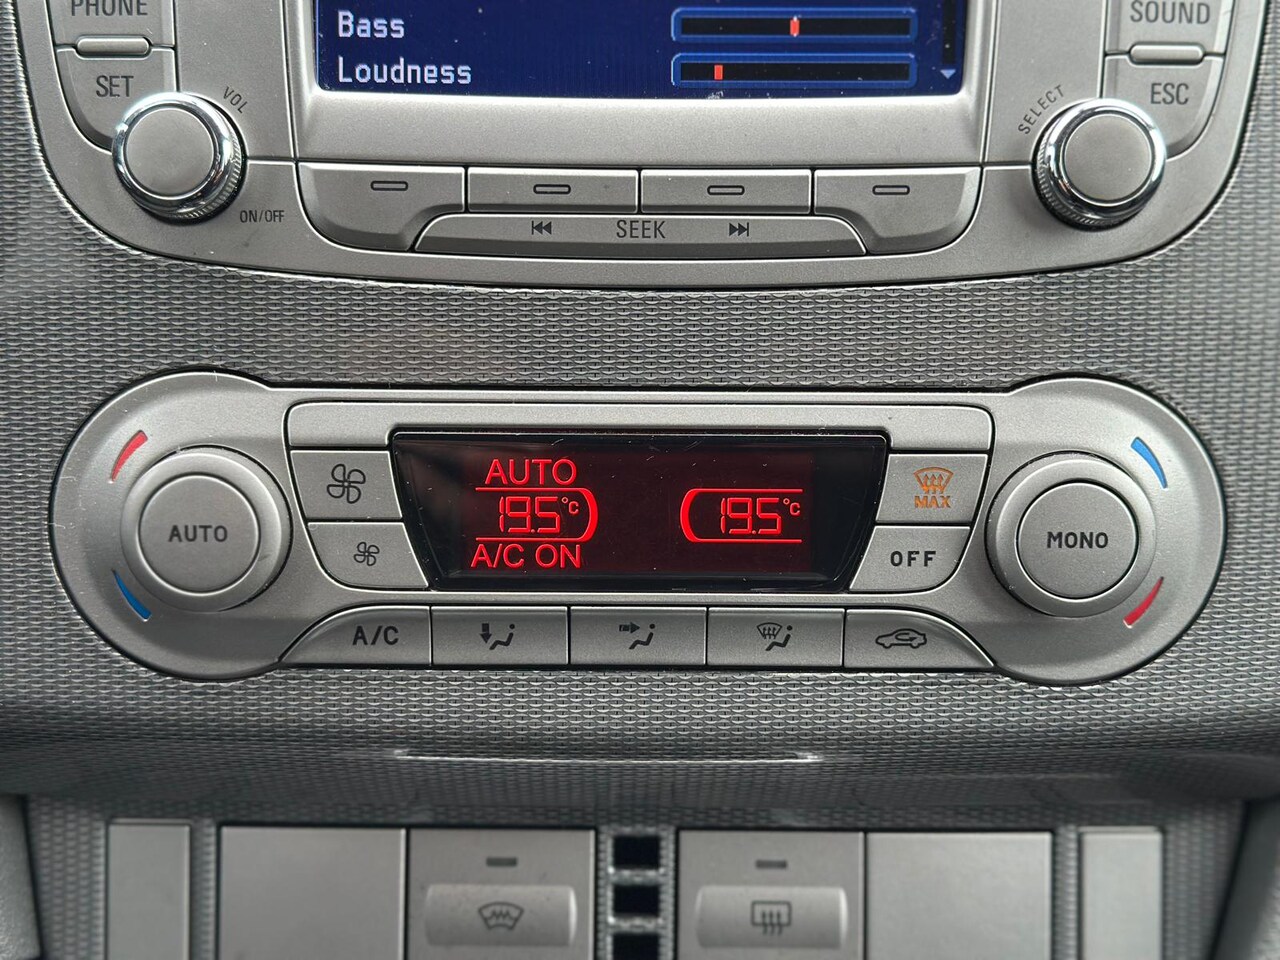 PHONE
SET
VOL
ON/OFF
Bass
Loudness
SOUND
ESC
SELECT
SEEK
AUTO
AUTO
19.5°C
A/C ON
19.5°C
MAX
OFF
MONO
A/C